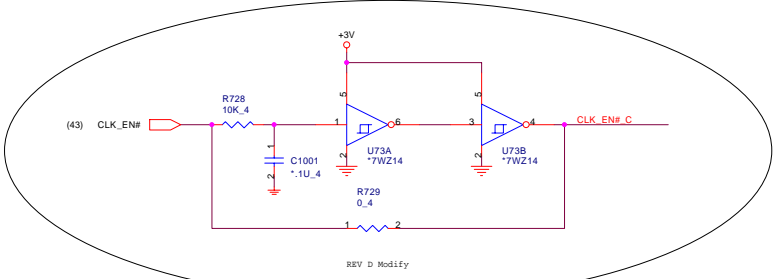 +3V
R728
10K_4
5
5
(43) CLK_EN#
1
6
3
4
CLK_EN#_C
2
2
1
2
C1001
*.1U_4
U73A
*7WZ14
U73B
*7WZ14
R729
0_4
1
2
REV D Modify